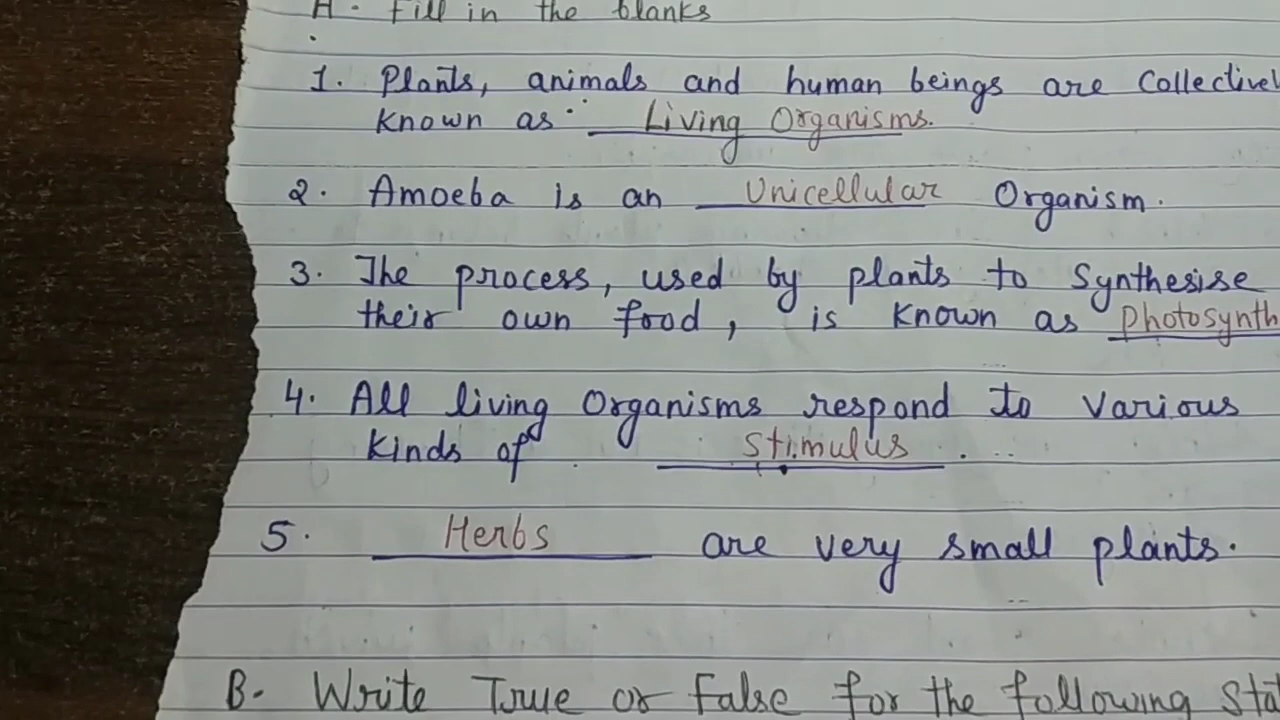 A. Fill in the blanks
1. Plants, animals and human beings are Collectivel
known as Living Organisms.
2. Amoeba is an Unicellular Organism.
3. The process, used by plants to Synthesise
their own food, is known as Photosynth
4. All living Organisms respond to various
kinds of Stimulus.
5. Herbs are very small plants.
B. Write True or False for the following Sta